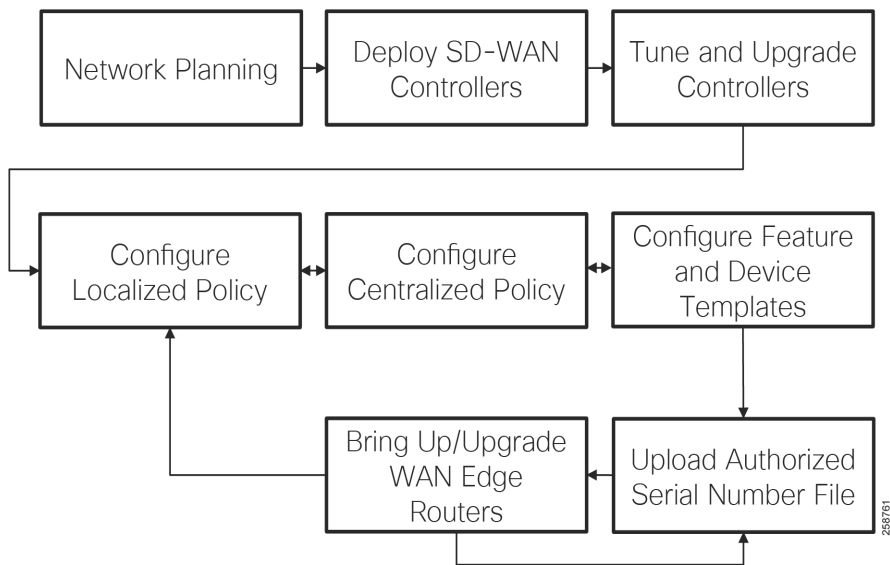 Network Planning
Deploy SD-WAN
Controllers
Tune and Upgrade
Controllers
Configure
Localized Policy
Configure
Centralized Policy
Configure Feature
and Device
Templates
Bring Up/Upgrade
WAN Edge
Routers
Upload Authorized
Serial Number File
258761